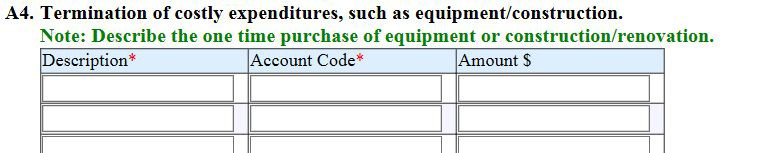 A4. Termination of costly expenditures, such as equipment/construction.
Note: Describe the one time purchase of equipment or construction/renovation.
Description* Account Code* Amount $